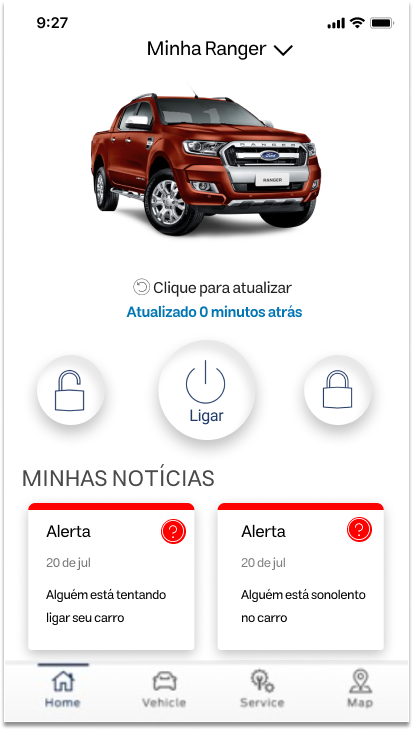 9:27
Minha Ranger
RANGER
Ford
RANGER
Clique para atualizar
Atualizado 0 minutos atrás
Ligar
MINHAS NOTÍCIAS
Alerta ?
20 de jul
Alguém está tentando
ligar seu carro
Alerta ?
20 de jul
Alguém está sonolento
no carro
Home Vehicle Service Map